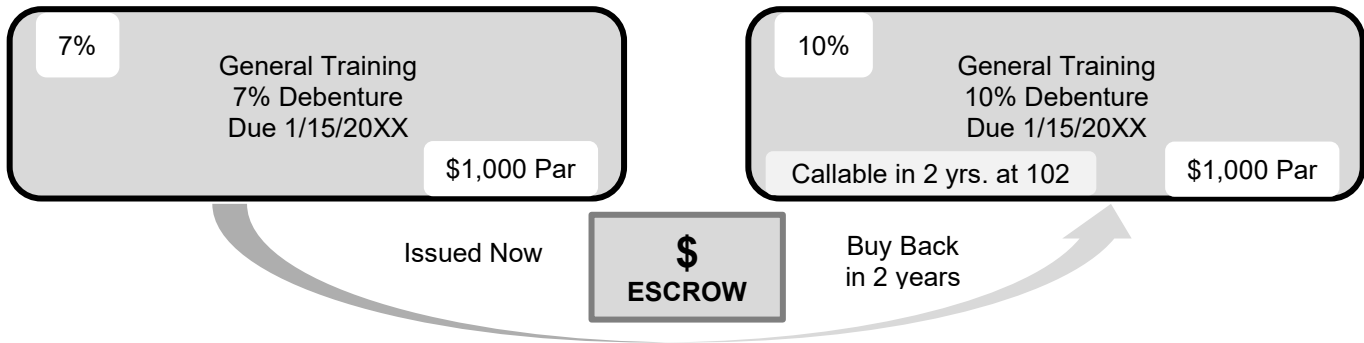 7%
General Training
7% Debenture
Due 1/15/20XX
$1,000 Par
10%
General Training
10% Debenture
Due 1/15/20XX
Callable in 2 yrs. at 102
$1,000 Par
Issued Now
$
ESCROW
Buy Back
in 2 years